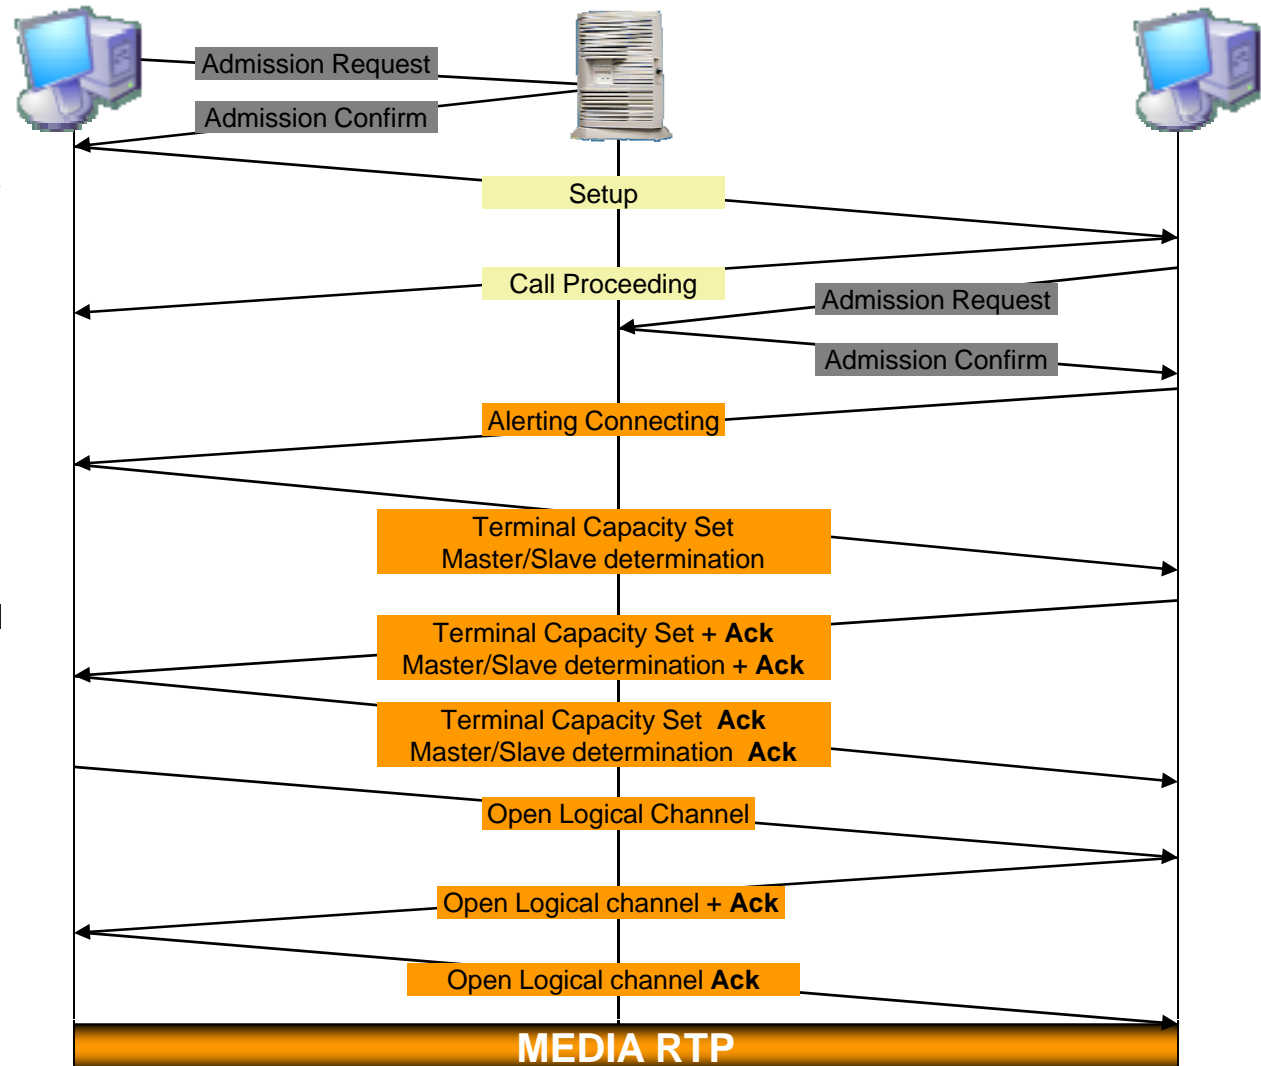 Admission Request
Admission Confirm
Setup
Call Proceeding
Admission Request
Admission Confirm
Alerting Connecting
Terminal Capacity Set
Master/Slave determination
Terminal Capacity Set + Ack
Master/Slave determination + Ack
Terminal Capacity Set Ack
Master/Slave determination Ack
Open Logical Channel
Open Logical channel + Ack
Open Logical channel Ack
MEDIA RTP